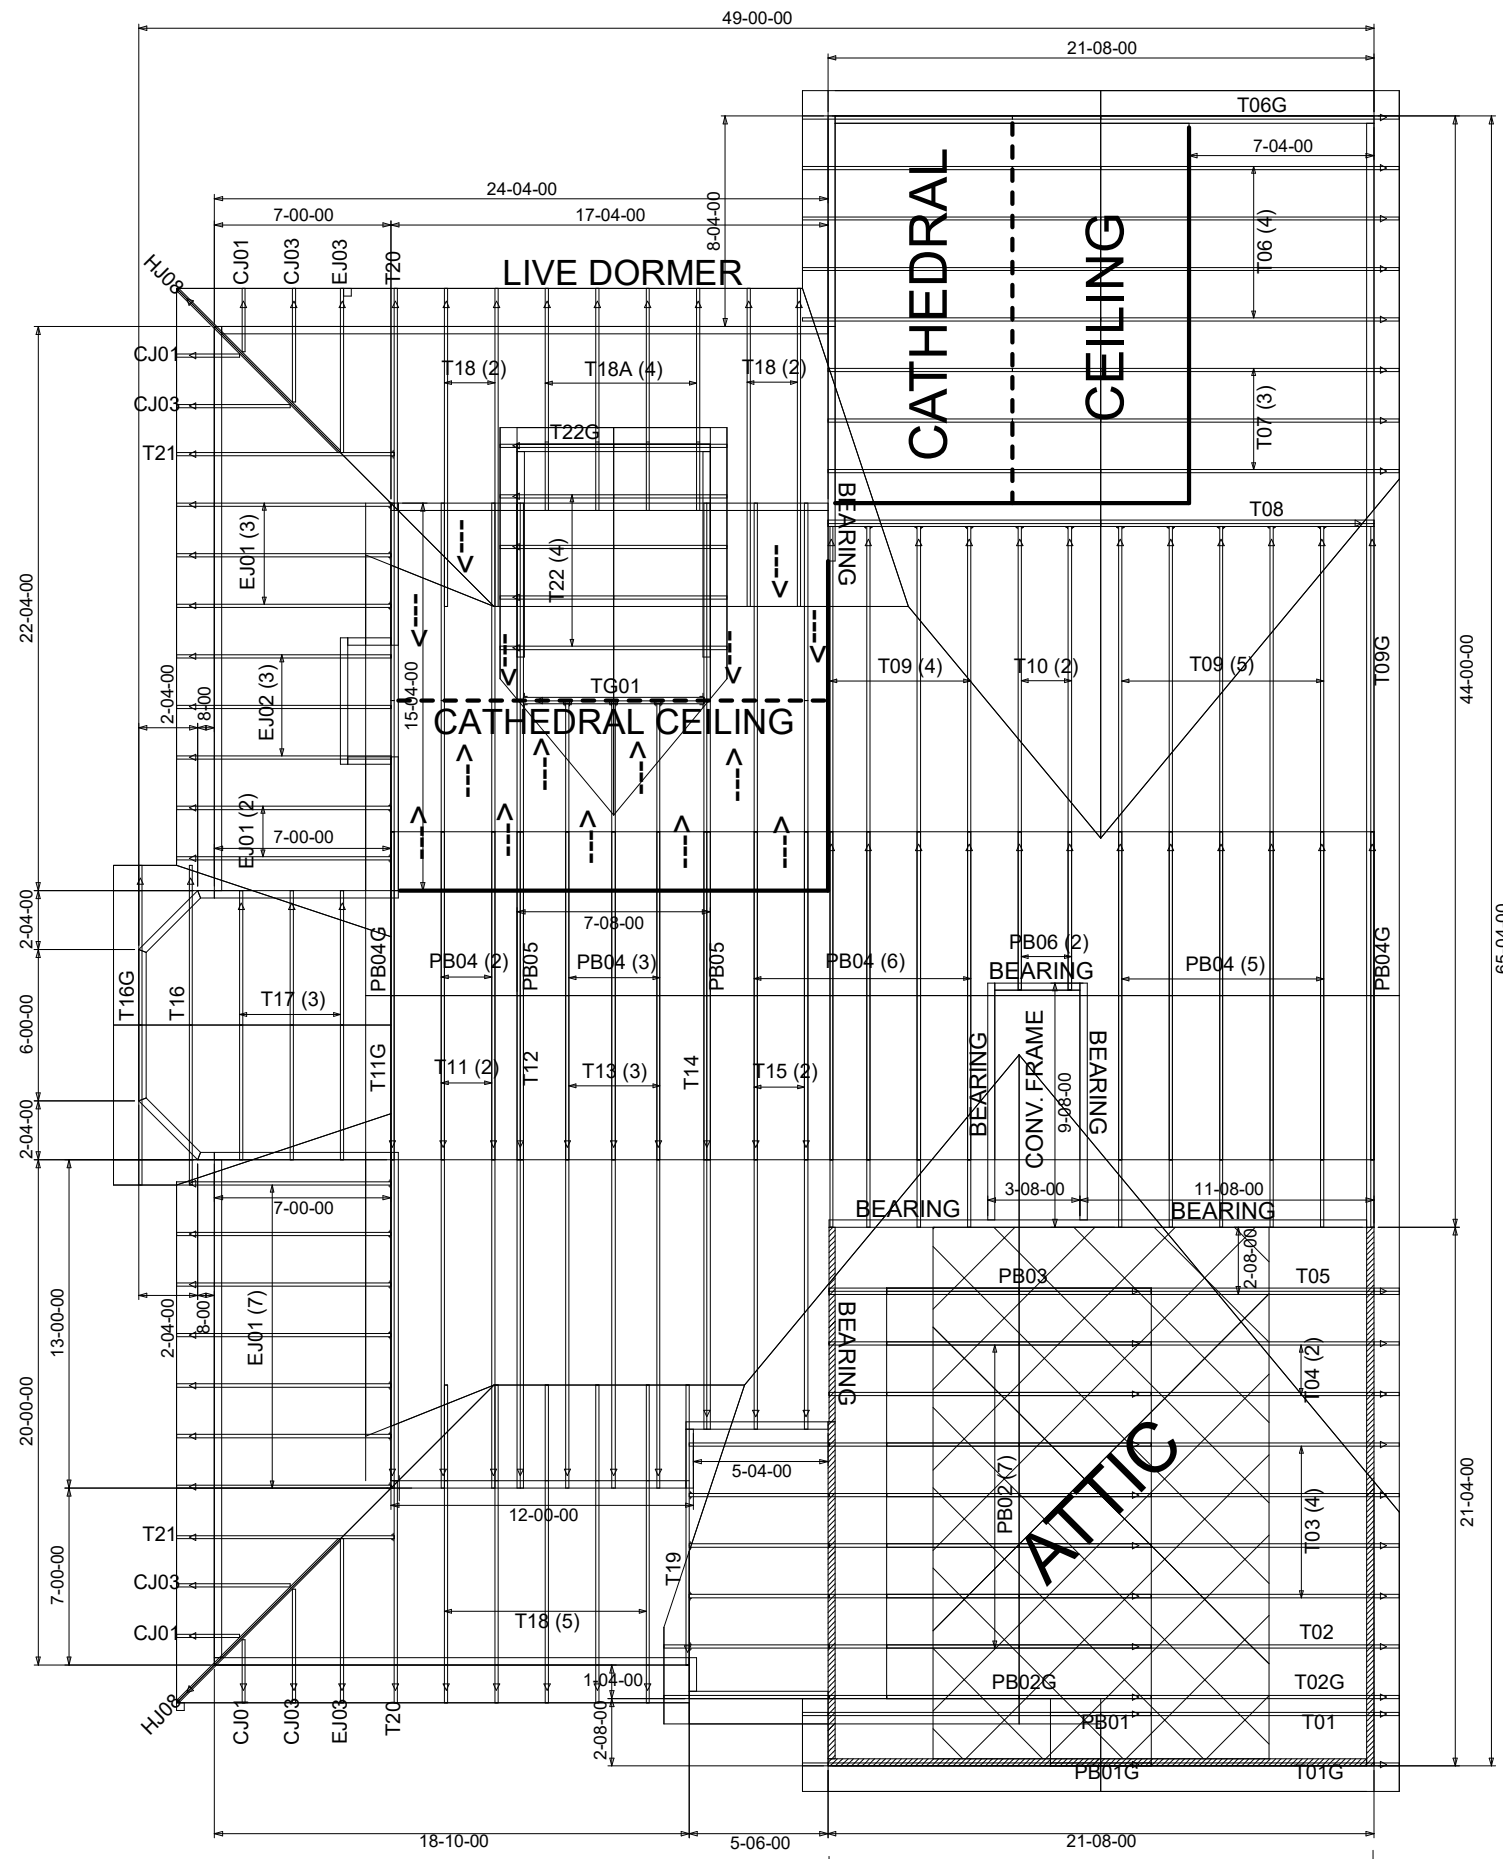 49-00-00
21-08-00
T06G
7-04-00
24-04-00
7-00-00
17-04-00
8-04-00
CATHEDRAL
CEILING
T06 (4)
CJ01
CJ03
EJ03
T20
HJ08
LIVE DORMER
CJ01
CJ03
T21
T18 (2)
T18A (4)
T18 (2)
T07 (3)
T22G
BEARING
T08
EJ01 (3)
T22 (4)
22-04-00
2-04-00
8-00
EJ02 (3)
15-04-00
TG01
CATHEDRAL CEILING
T09 (4)
T10 (2)
T09 (5)
T09G
44-00-00
EJ01 (2)
7-00-00
7-08-00
2-04-00
6-00-00
2-04-00
T16G
T16
T17 (3)
PB04G
PB04 (2)
PB05
PB04 (3)
PB05
PB04 (6)
PB06 (2)
BEARING
PB04 (5)
PB04G
65-04-00
T11G
T11 (2)
T12
T13 (3)
T14
T15 (2)
BEARING
CONV. FRAME
9-08-00
BEARING
3-08-00
11-08-00
BEARING
BEARING
7-00-00
2-08-00
PB03
T05
13-00-00
20-00-00
2-04-00
8-00
EJ01 (7)
BEARING
T04 (2)
ATTIC
5-04-00
PB02 (7)
T03 (4)
21-04-00
12-00-00
T21
CJ03
CJ01
7-00-00
T19
T18 (5)
T02
1-04-00
PB02G
T02G
HJ08
CJ01
CJ03
EJ03
T20
2-08-00
PB01
T01
PB01G
T01G
18-10-00
5-06-00
21-08-00